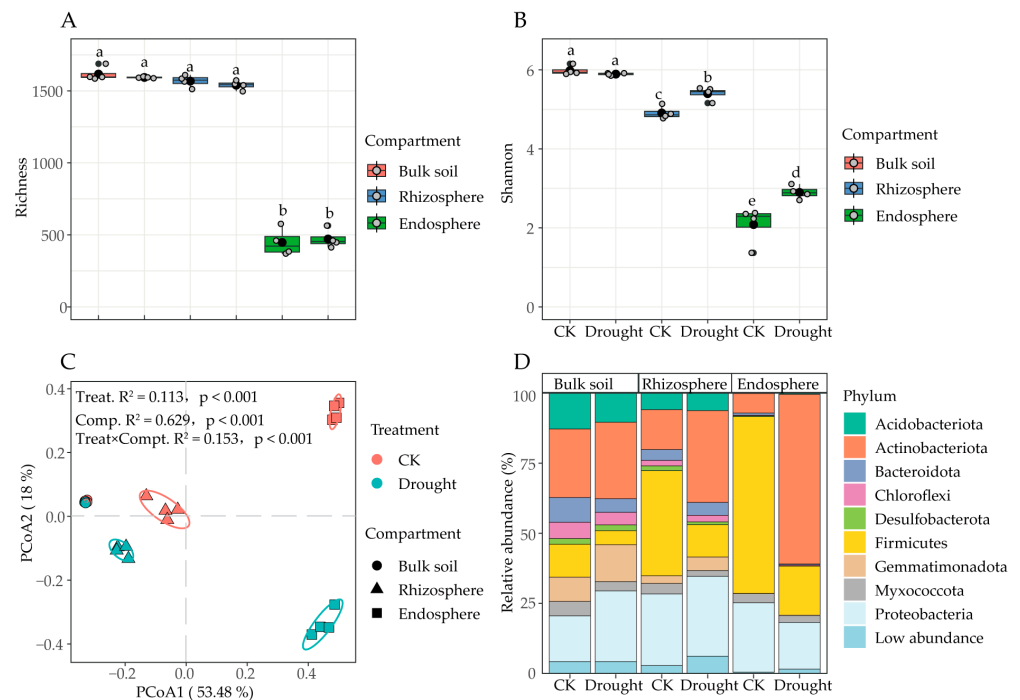 A
Richness
1500
1000
500
0
a
a
a
a
b
b
Compartment
Bulk soil
Rhizosphere
Endosphere
B
Shannon
6
4
2
0
a
a
c
b
e
d
CK
Drought
CK
Drought
CK
Drought
Compartment
Bulk soil
Rhizosphere
Endosphere
C
Treat. R² = 0.113, p < 0.001
Comp. R² = 0.629, p < 0.001
Treat×Compt. R² = 0.153, p < 0.001
PCoA2 ( 18 %)
0.4
0.2
0.0
−0.2
−0.4
−0.2
0.0
0.4
PCoA1 ( 53.48 %)
Treatment
CK
Drought
Compartment
Bulk soil
Rhizosphere
Endosphere
D
Bulk soil
Rhizosphere
Endosphere
Relative abundance (%)
100
75
50
25
0
CK
Drought
CK
Drought
CK
Drought
Phylum
Acidobacteriota
Actinobacteriota
Bacteroidota
Chloroflexi
Desulfobacterota
Firmicutes
Gemmatimonadota
Myxococcota
Proteobacteria
Low abundance